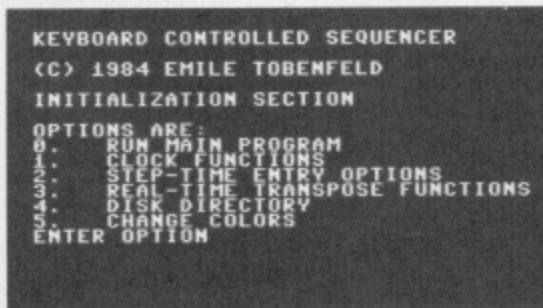 KEYBOARD CONTROLLED SEQUENCER
(C) 1984 EMILE TOBENFELD
INITIALIZATION SECTION
OPTIONS ARE:
0. RUN MAIN PROGRAM
1. CLOCK FUNCTIONS
2. STEP-TIME ENTRY OPTIONS
3. REAL-TIME TRANSPOSE FUNCTIONS
4. DISK DIRECTORY
5. CHANGE COLORS
ENTER OPTION